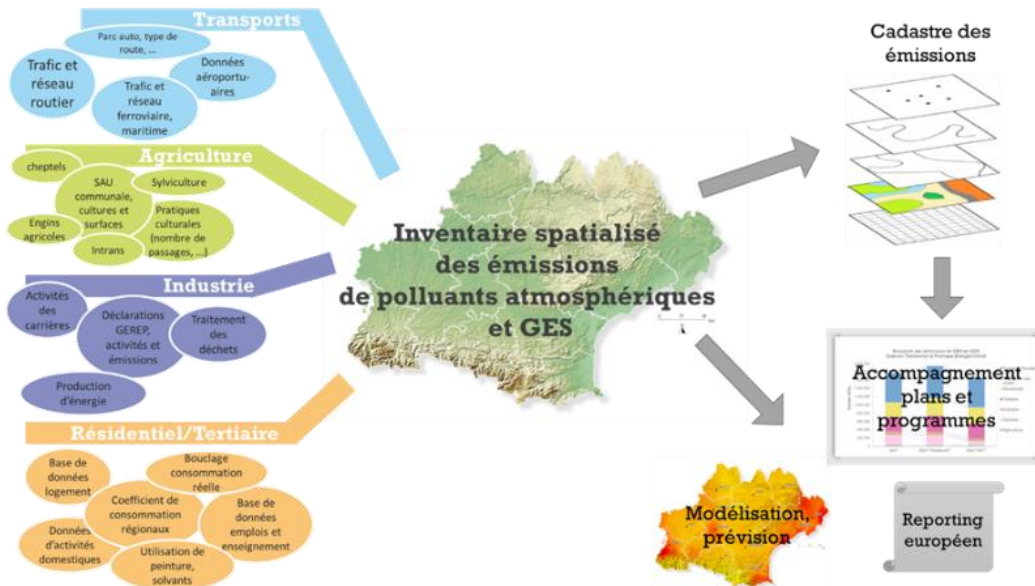 Transports
Parc auto, type de
route, ...
Trafic et
réseau
routier
Données
aéroportu-
aires
Trafic et
réseau
ferroviaire,
maritime
Agriculture
cheptels
SAU
communale,
cultures et
surfaces
Sylviculture
Engins
agricoles
Pratiques
culturales
(nombre de
passages, ...)
Intrans
Industrie
Activités
des
carrières
Déclarations
GEREP,
activités et
émissions
Traitement
des
déchets
Production
d'énergie
Résidentiel/Tertiaire
Base de
données
logement
Bouclage
consommation
réelle
Coefficient de
consommation
régionaux
Base de
données
emplois et
enseignement
Données
d'activités
domestiques
Utilisation de
peinture,
solvants
Inventaire spatialisé
des émissions
de polluants atmosphériques
et GES
Cadastre des
émissions
Accompagnement
plans et
programmes
Modélisation,
prévision
Reporting
européen